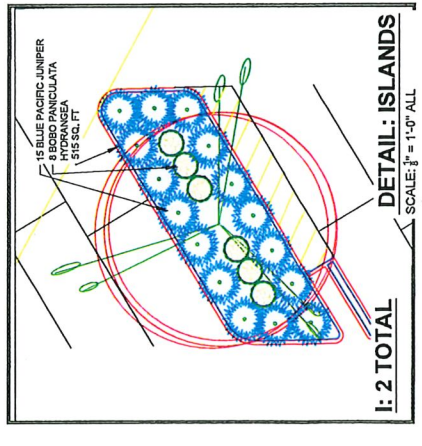 15 BLUE PACIFIC JUNIPER
8 BOBO PANICULATA
HYDRANGEA
515 SQ. FT
I: 2 TOTAL
DETAIL: ISLANDS
SCALE: 1/8" = 1'-0" ALL